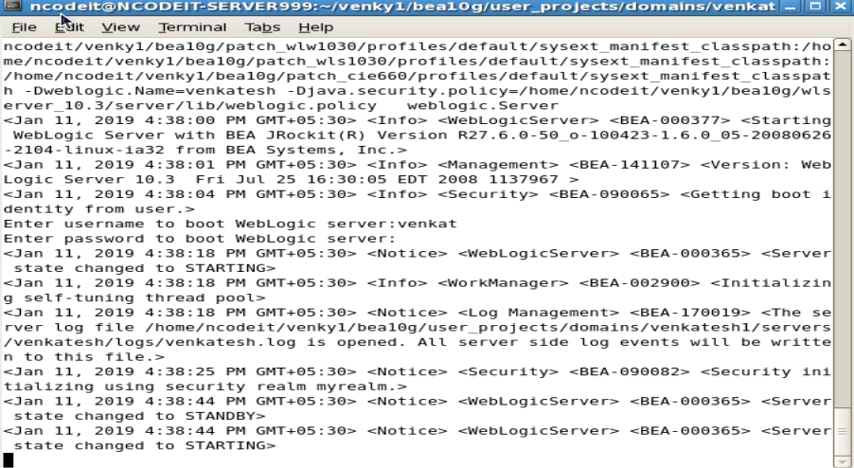 ncodeit@NCODEIT-SERVER999:~/venky1/bea10g/user_projects/domains/venkat
File Edit View Terminal Tabs Help
ncodeit/venky1/bea10g/patch_wlw1030/profiles/default/sysext_manifest_classpath:/ho
me/ncodeit/venky1/bea10g/patch_wls1030/profiles/default/sysext_manifest_classpath:
/home/ncodeit/venky1/bea10g/patch_cie660/profiles/default/sysext_manifest_classpat
h -Dweblogic.Name=venkatesh -Djava.security.policy=/home/ncodeit/venky1/bea10g/wls
erver_10.3/server/lib/weblogic.policy   weblogic.Server
<Jan 11, 2019 4:38:00 PM GMT+05:30> <Info> <WebLogicServer> <BEA-000377> <Starting
 WebLogic Server with BEA JRockit(R) Version R27.6.0-50_o-100423-1.6.0_05-20080626
-2104-linux-ia32 from BEA Systems, Inc.>
<Jan 11, 2019 4:38:01 PM GMT+05:30> <Info> <Management> <BEA-141107> <Version: Web
Logic Server 10.3  Fri Jul 25 16:30:05 EDT 2008 1137967 >
<Jan 11, 2019 4:38:04 PM GMT+05:30> <Info> <Security> <BEA-090065> <Getting boot i
dentity from user.>
Enter username to boot WebLogic server:venkat
Enter password to boot WebLogic server:
<Jan 11, 2019 4:38:18 PM GMT+05:30> <Notice> <WebLogicServer> <BEA-000365> <Server
 state changed to STARTING>
<Jan 11, 2019 4:38:18 PM GMT+05:30> <Info> <WorkManager> <BEA-002900> <Initializin
g self-tuning thread pool>
<Jan 11, 2019 4:38:18 PM GMT+05:30> <Notice> <Log Management> <BEA-170019> <The se
rver log file /home/ncodeit/venky1/bea10g/user_projects/domains/venkatesh1/servers
/venkatesh/logs/venkatesh.log is opened. All server side log events will be writte
n to this file.>
<Jan 11, 2019 4:38:25 PM GMT+05:30> <Notice> <Security> <BEA-090082> <Security ini
tializing using security realm myrealm.>
<Jan 11, 2019 4:38:44 PM GMT+05:30> <Notice> <WebLogicServer> <BEA-000365> <Server
 state changed to STANDBY>
<Jan 11, 2019 4:38:44 PM GMT+05:30> <Notice> <WebLogicServer> <BEA-000365> <Server
 state changed to STARTING>